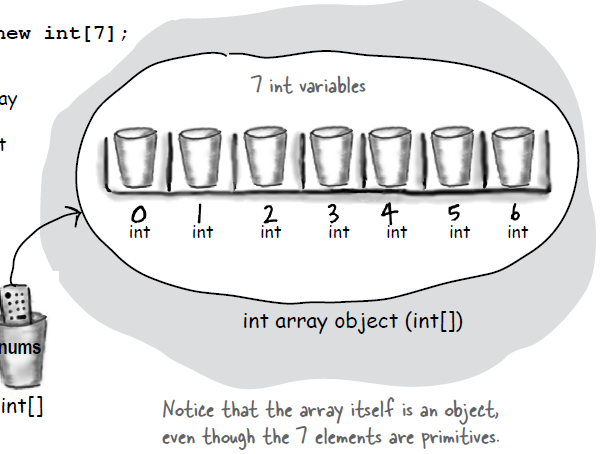 new int[7];
7 int variables
ay
t
0 1 2 3 4 5 6
int int int int int int int
nums
int[]
int array object (int[])
Notice that the array itself is an object,
even though the 7 elements are primitives.